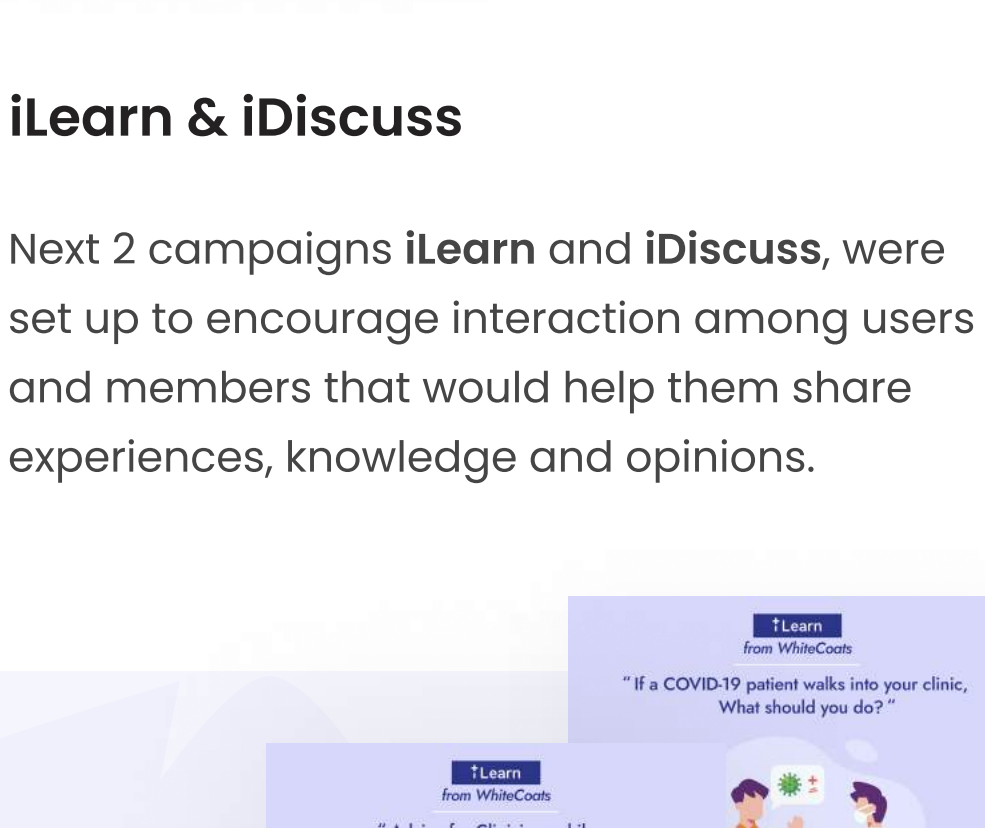 iLearn & iDiscuss
Next 2 campaigns iLearn and iDiscuss, were
set up to encourage interaction among users
and members that would help them share
experiences, knowledge and opinions.
iLearn
from WhiteCoats
“ If a COVID-19 patient walks into your clinic,
What should you do? “
iLearn
from WhiteCoats